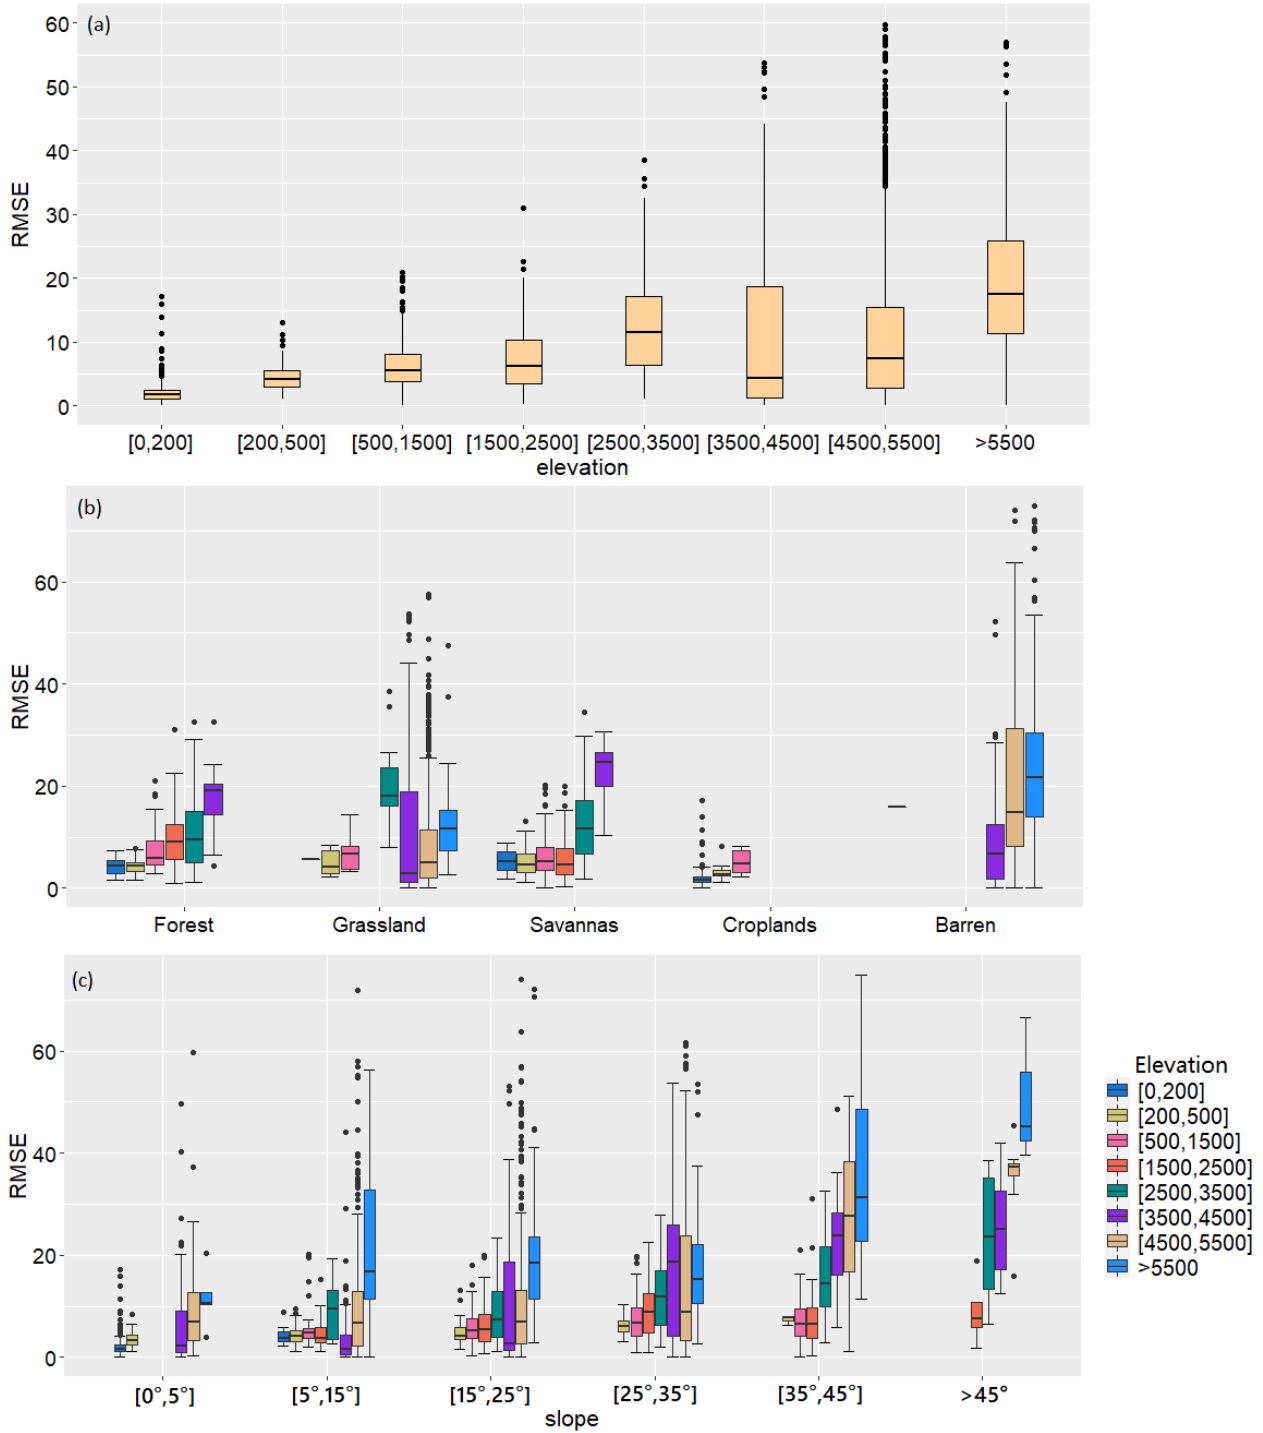 (a)
60
50
40
30
20
10
0
RMSE
[0,200] [200,500] [500,1500] [1500,2500] [2500,3500] [3500,4500] [4500,5500] >5500
elevation
(b)
60
40
20
0
RMSE
Forest Grassland Savannas Croplands Barren
(c)
60
40
20
0
RMSE
[0°,5°] [5°,15°] [15°,25°] [25°,35°] [35°,45°] >45°
slope
Elevation
[0,200]
[200,500]
[500,1500]
[1500,2500]
[2500,3500]
[3500,4500]
[4500,5500]
>5500